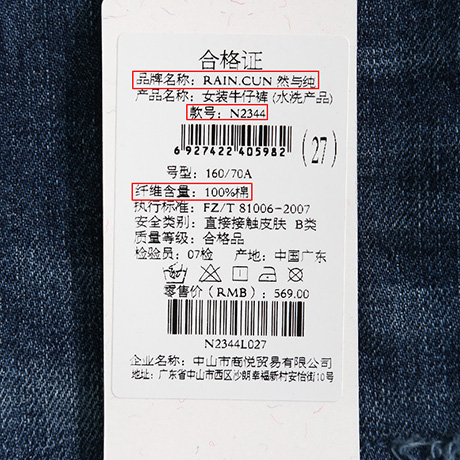 合格证
品牌名称: RAIN.CUN 然与纯
产品名称: 女装牛仔裤 (水洗产品)
款号: N2344
6 927422 405982
(27)
号型: 160/70A
纤维含量: 100%棉
执行标准: FZ/T 81006-2007
安全类别: 直接接触皮肤 B类
质量等级: 合格品
检验员: 07检 产地: 中国广东
零售价 (RMB): 569.00
N2344L027
企业名称: 中山市商悦贸易有限公司
地址: 广东省中山市西区沙朗幸福新村安怡街10号